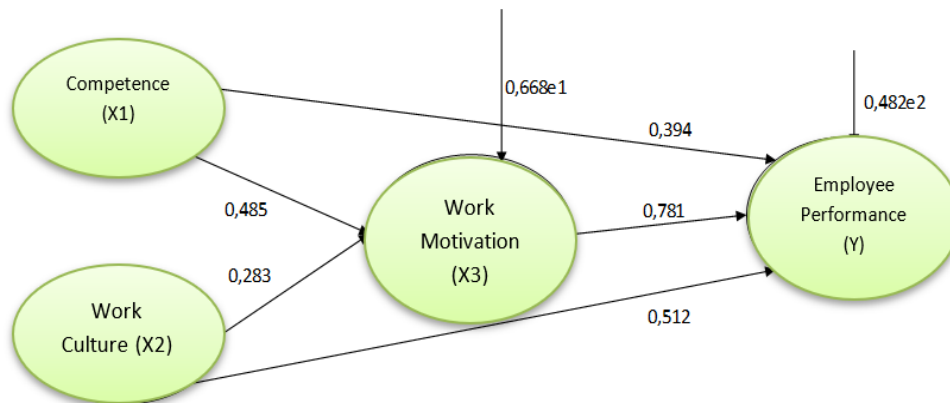 Competence
(X1)
0,668e1
0,482e2
0,394
Employee
Performance
(Y)
Work
Motivation
(X3)
0,485
0,781
0,283
Work
Culture (X2)
0,512